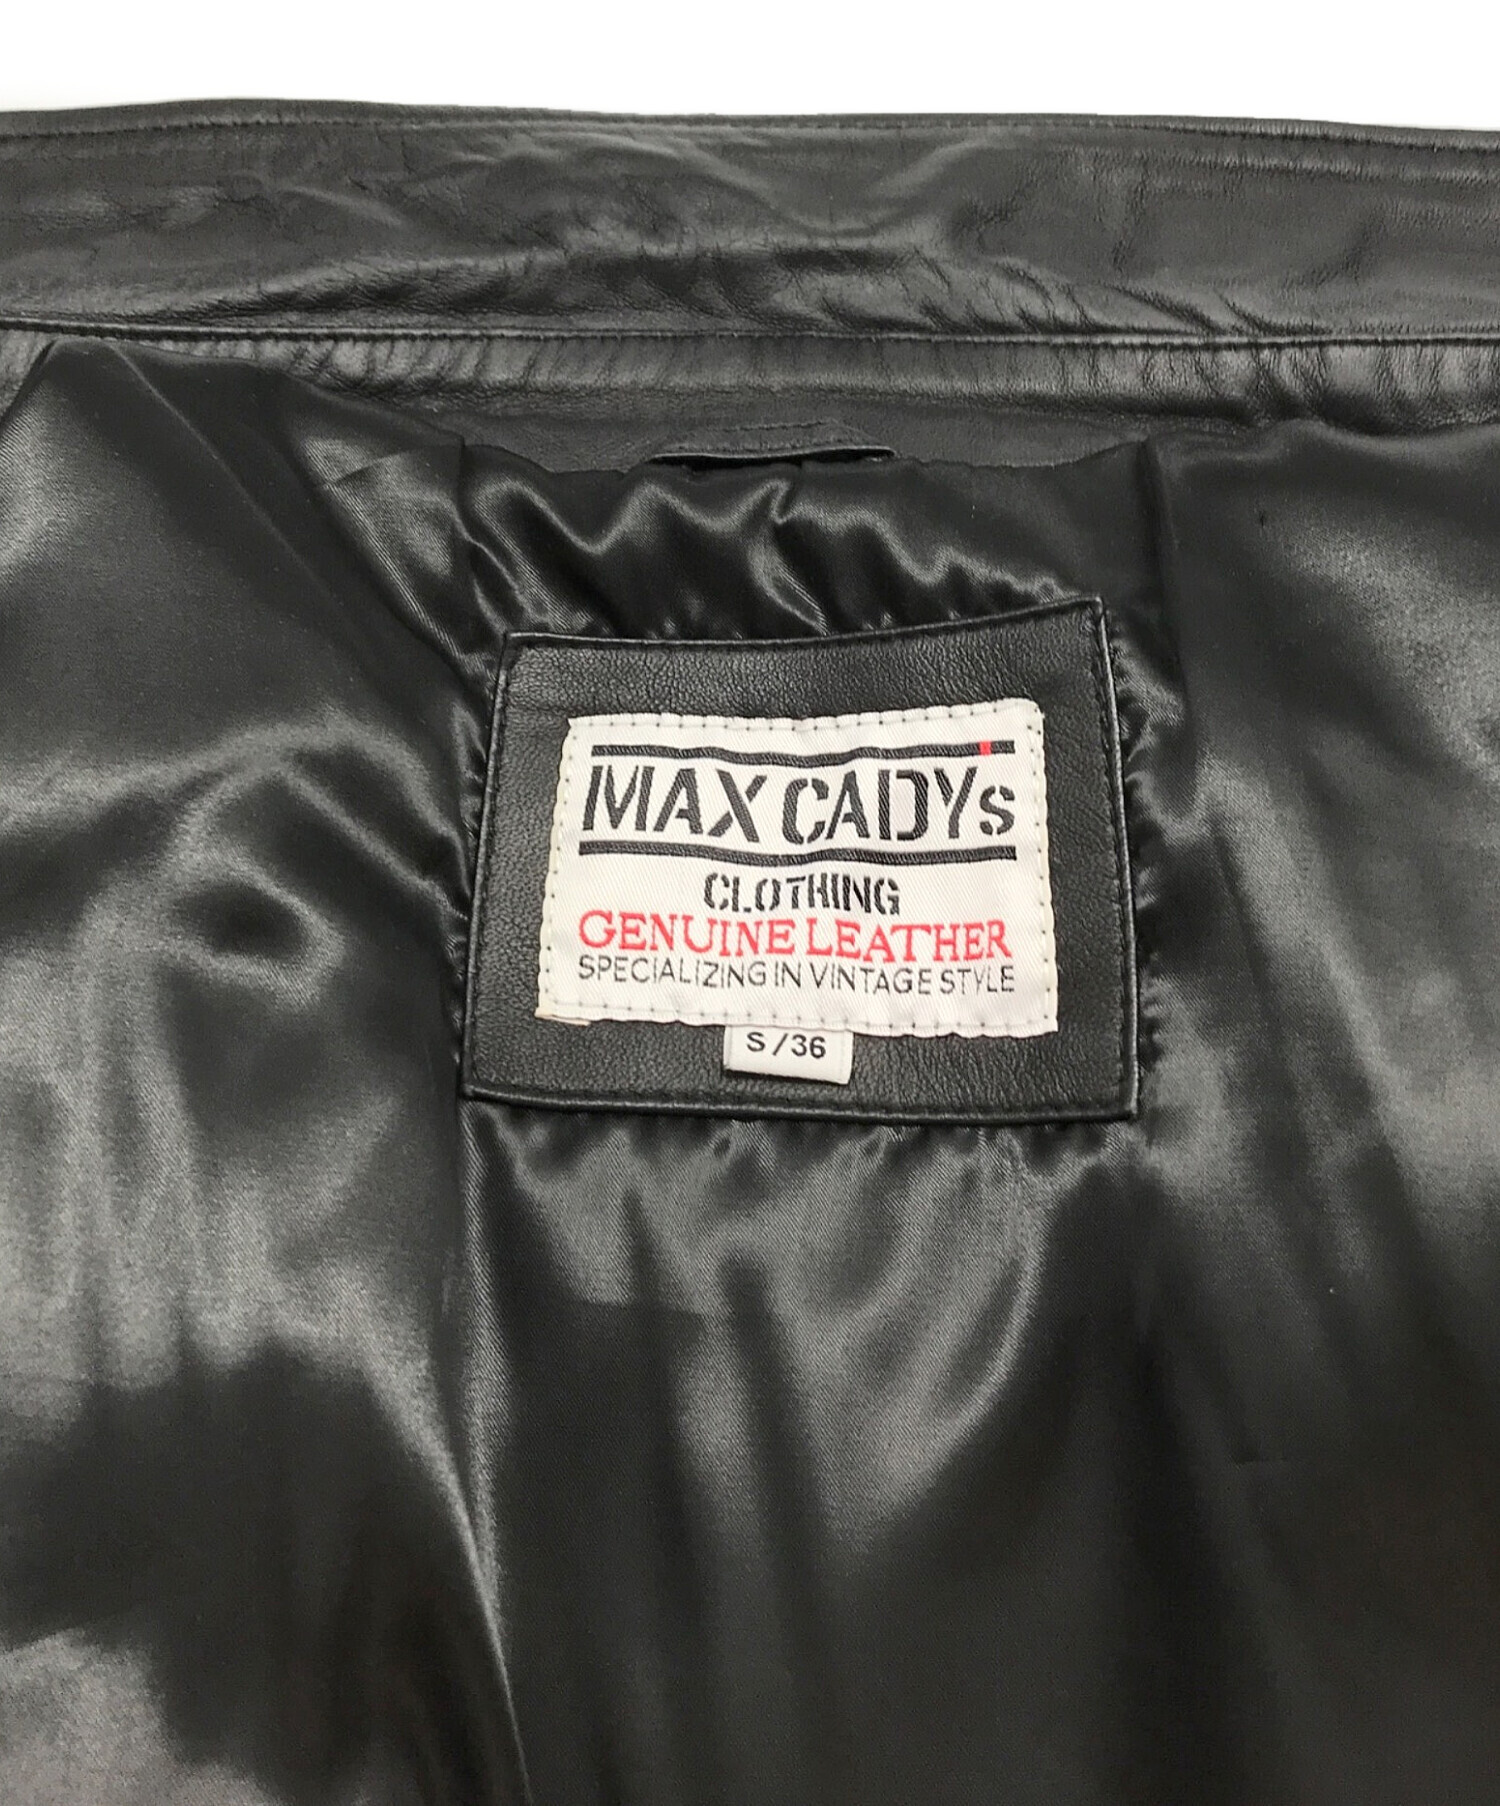 MAX CADYs
CLOTHING
GENUINE LEATHER
SPECIALIZING IN VINTAGE STYLE
S/36